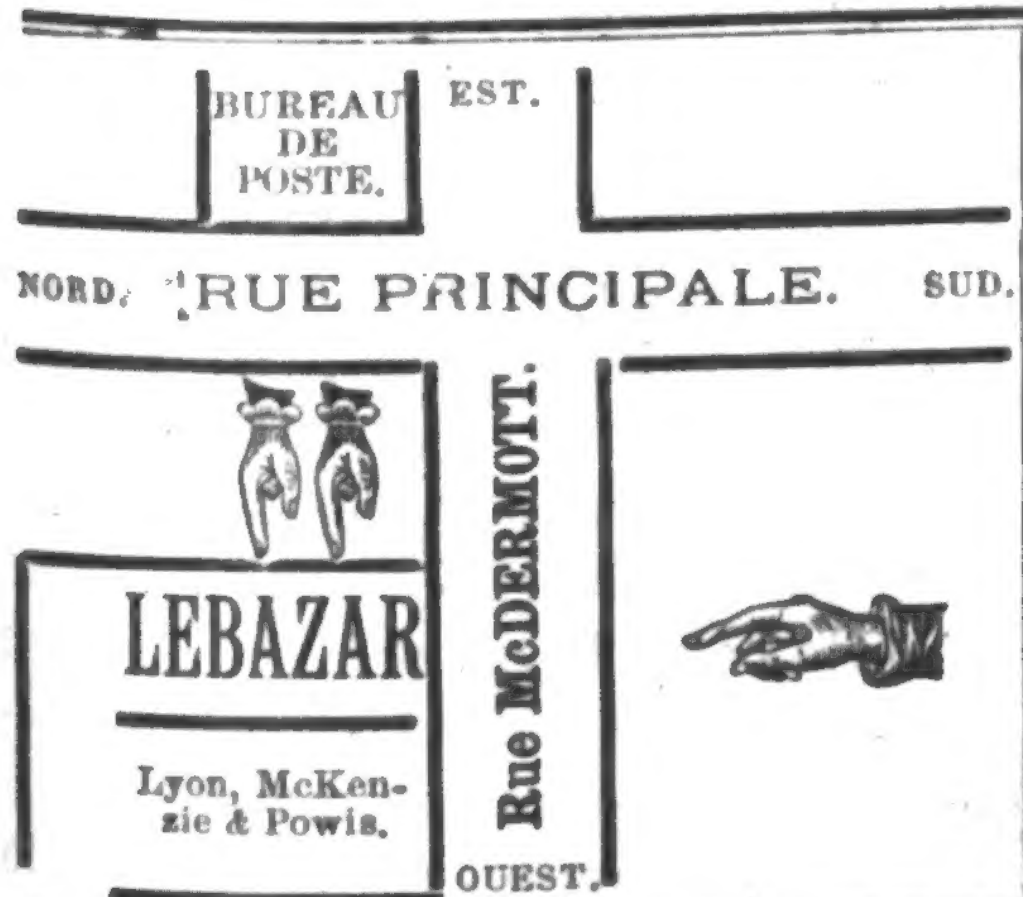 BUREAU
DE
POSTE.
EST.
NORD.
RUE PRINCIPALE.
SUD.
Rue McDERMOTT.
LEBAZAR
Lyon, McKen-
zie & Powis.
OUEST.